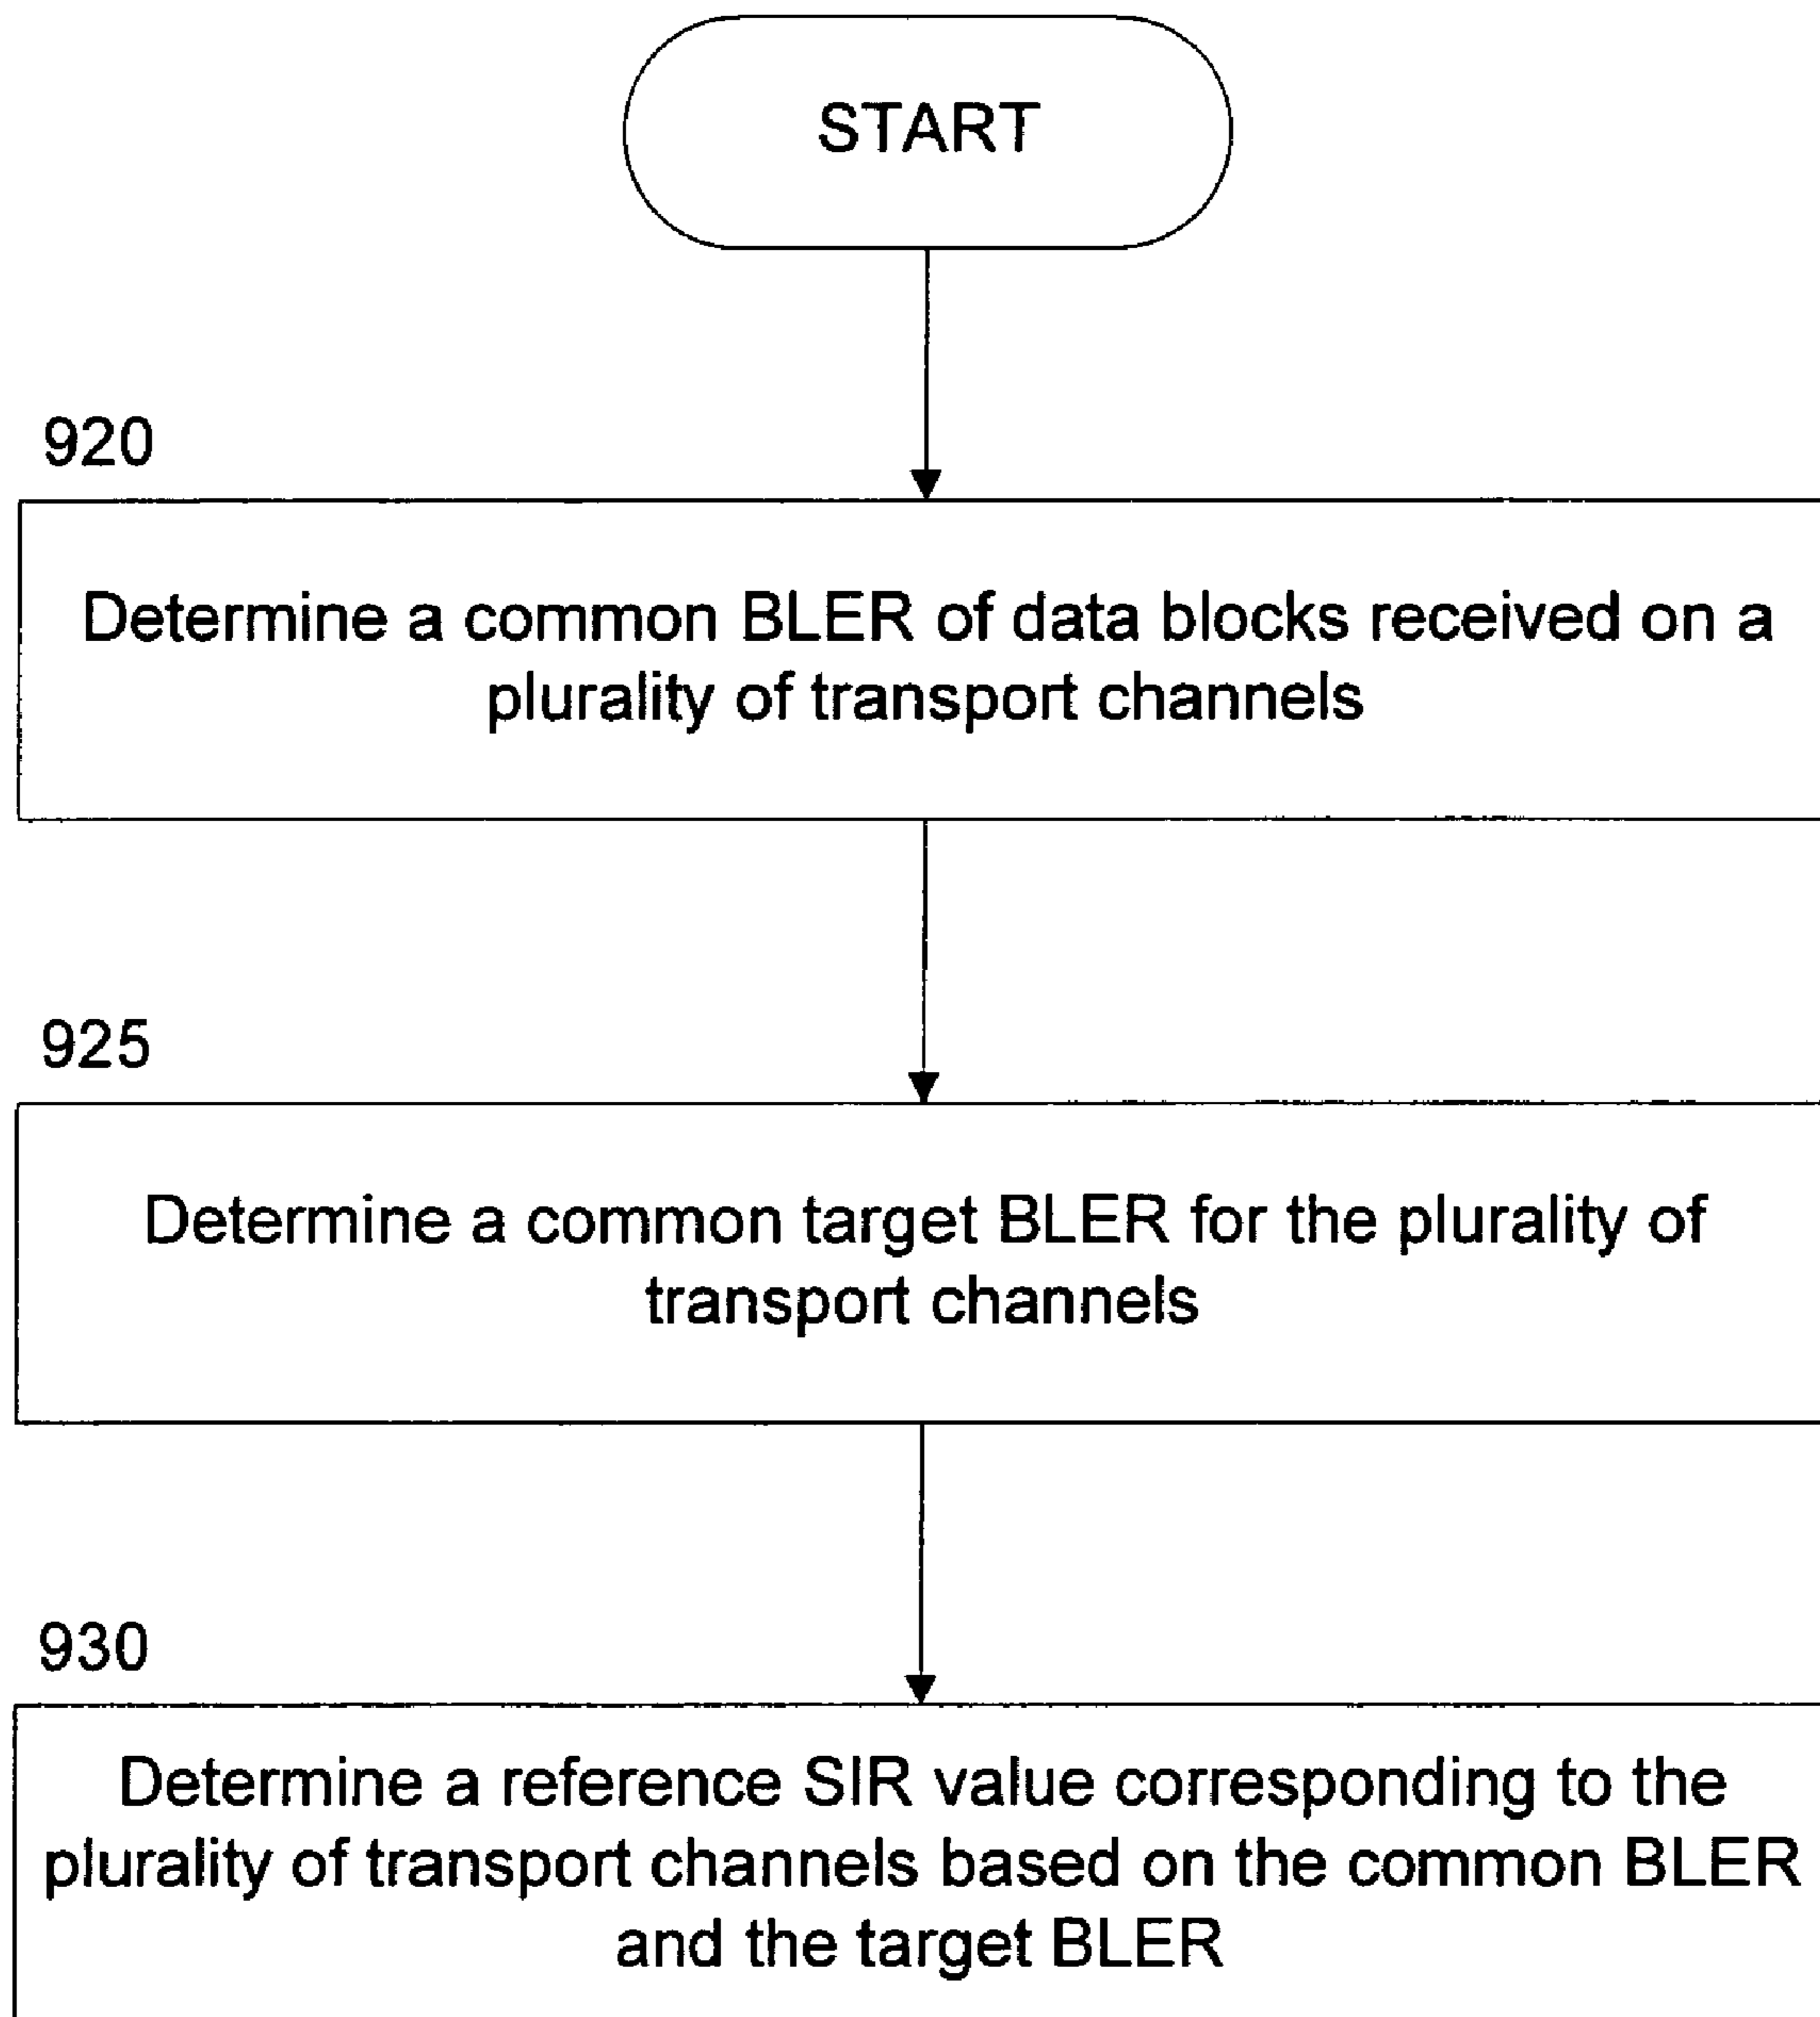 START
920
Determine a common BLER of data blocks received on a
plurality of transport channels
925
Determine a common target BLER for the plurality of
transport channels
930
Determine a reference SIR value corresponding to the
plurality of transport channels based on the common BLER
and the target BLER